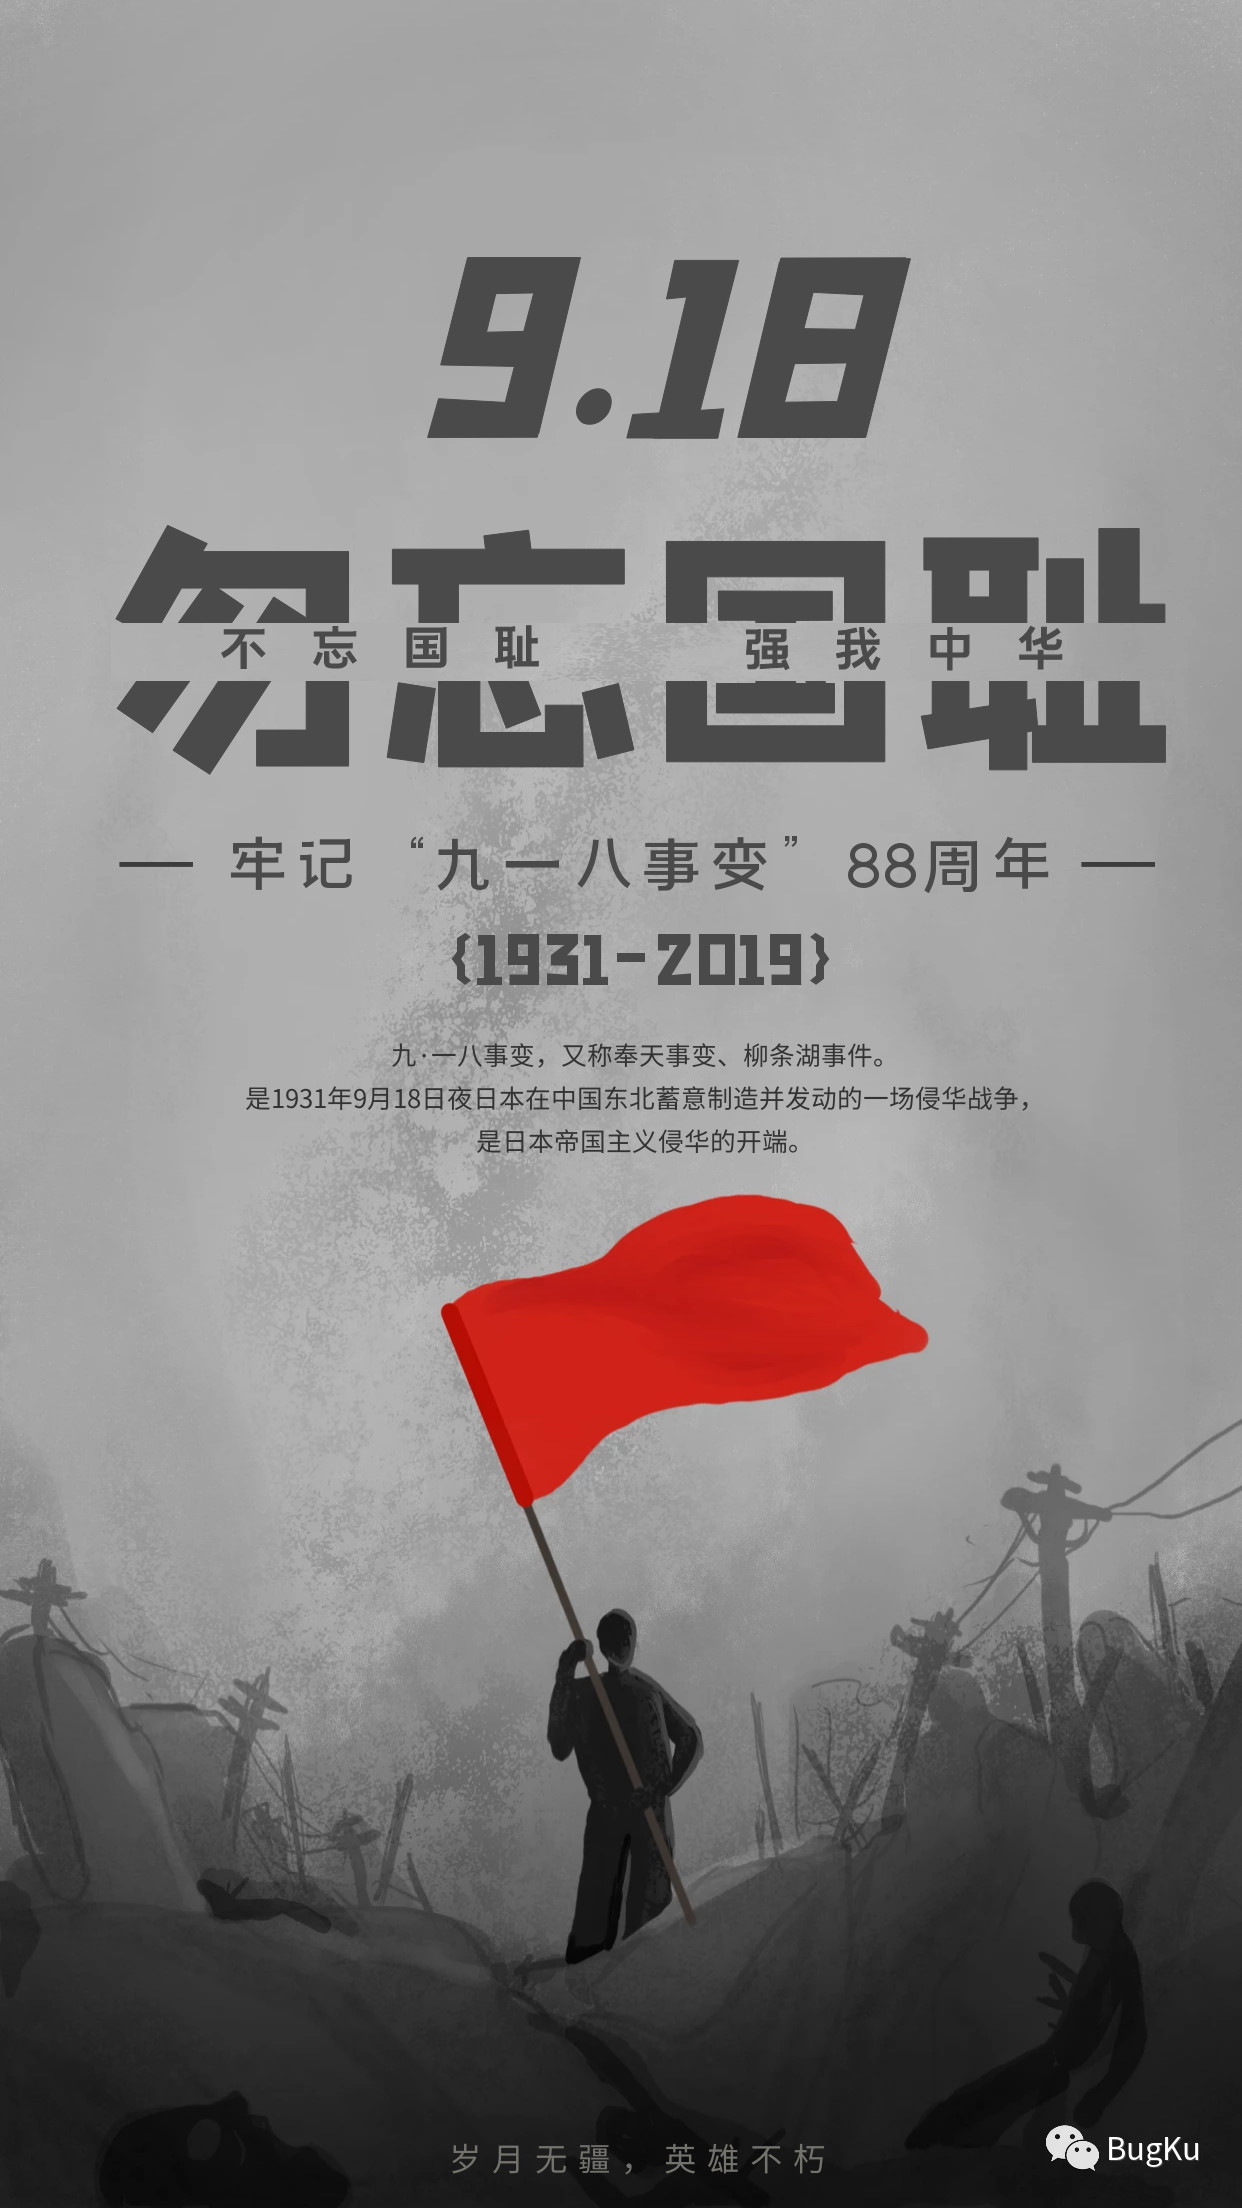 9.18
勿忘国耻
不忘国耻 强我中华
— 牢记 “九一八事变” 88周年 —
{1931-2019}
九·一八事变，又称奉天事变、柳条湖事件。
是1931年9月18日夜日本在中国东北蓄意制造并发动的一场侵华战争，
是日本帝国主义侵华的开端。
岁月无疆，英雄不朽
BugKu